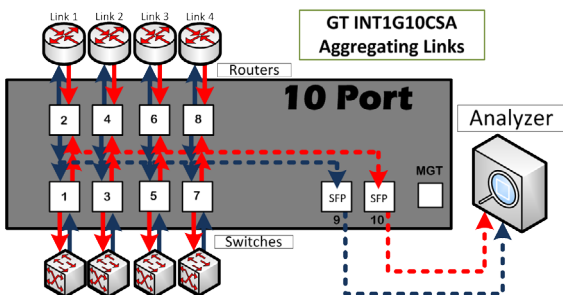 Link 1 Link 2 Link 3 Link 4
GT INT1G10CSA
Aggregating Links
Routers
10 Port
2 4 6 8
Analyzer
MGT
1 3 5 7 SFP SFP
9 10
Switches